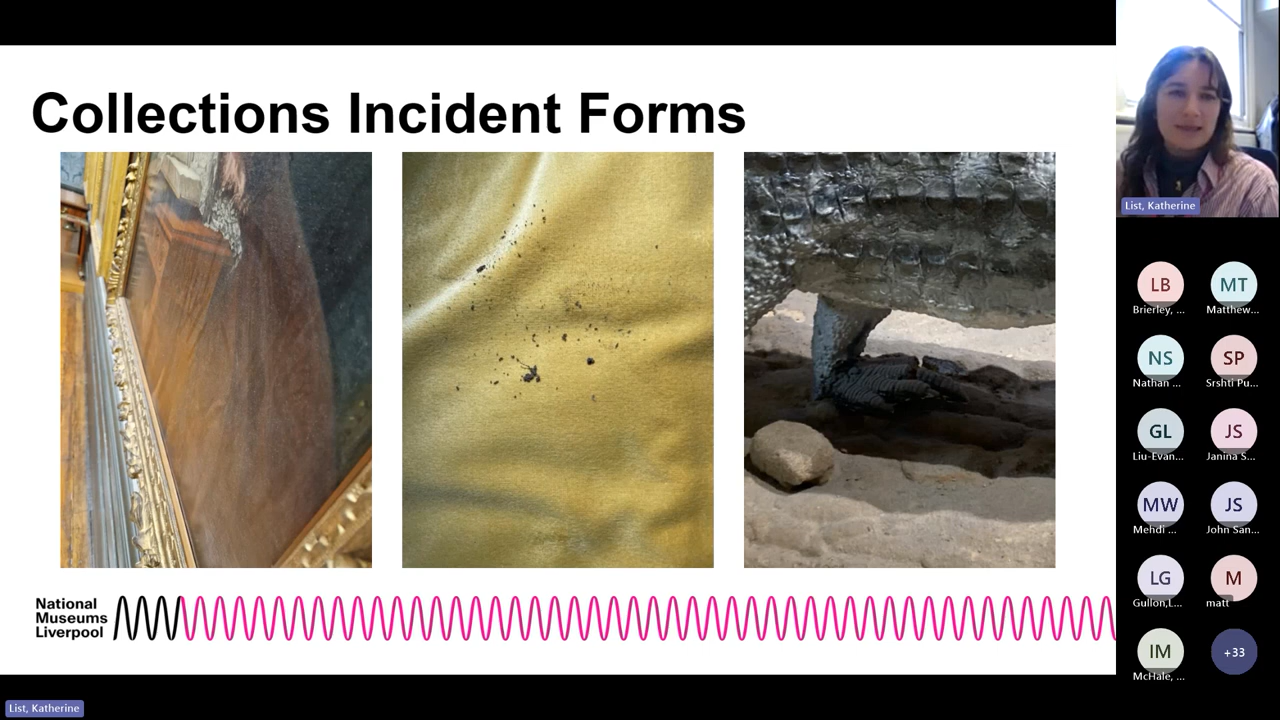 Collections Incident Forms
National
Museums
Liverpool
List, Katherine
List, Katherine
LB
MT
Brierley, ...
Matthew...
NS
SP
Nathan ...
Srshti Pu...
GL
JS
Liu-Evan...
Janina S...
MW
JS
Mehdi ...
John San...
LG
M
Gullon,L...
matt
IM
+33
McHale, ...